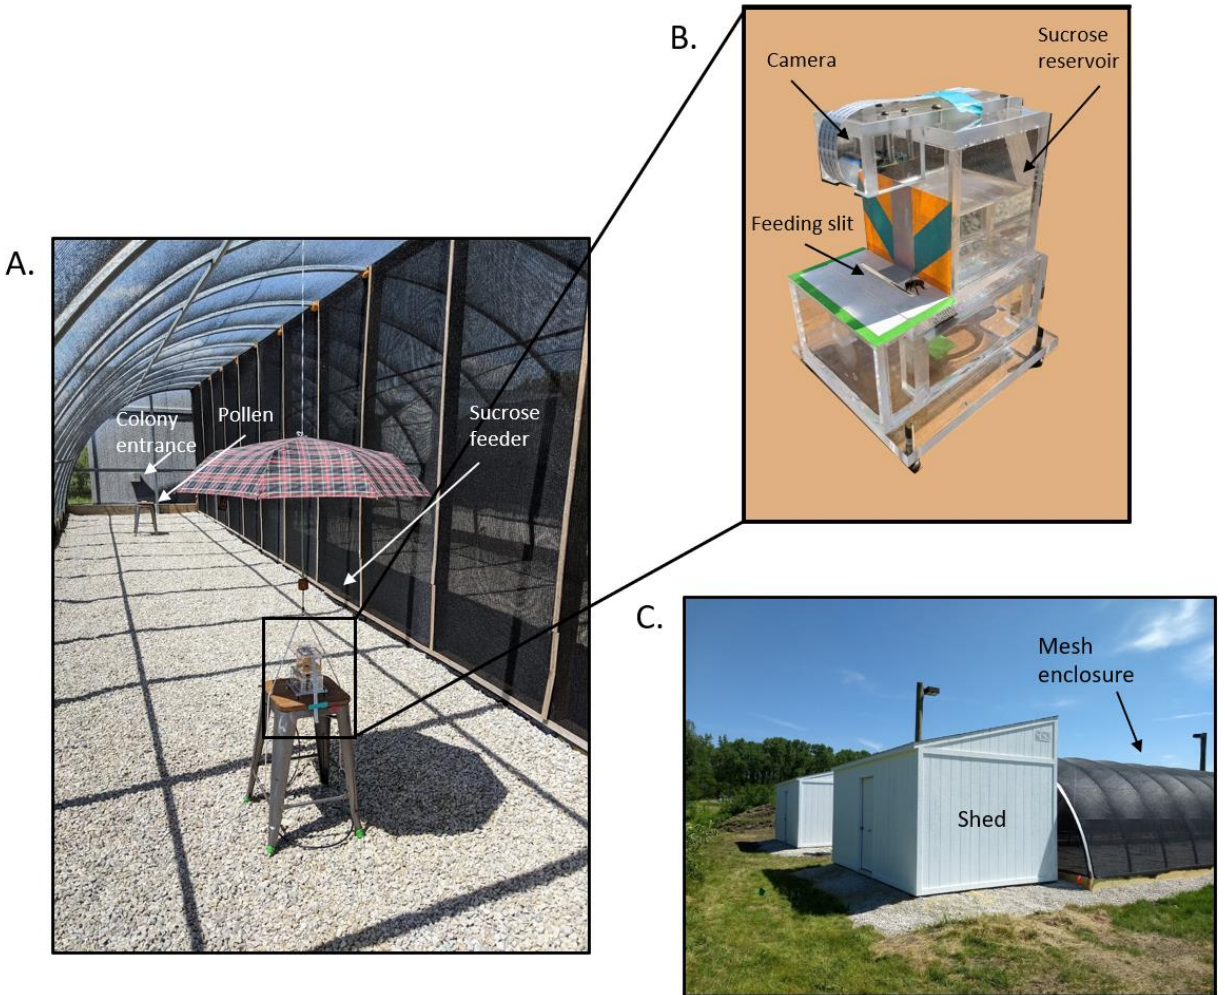 B.
Camera
Sucrose
reservoir
Feeding slit
A.
Colony
entrance
Pollen
Sucrose
feeder
C.
Mesh
enclosure
Shed